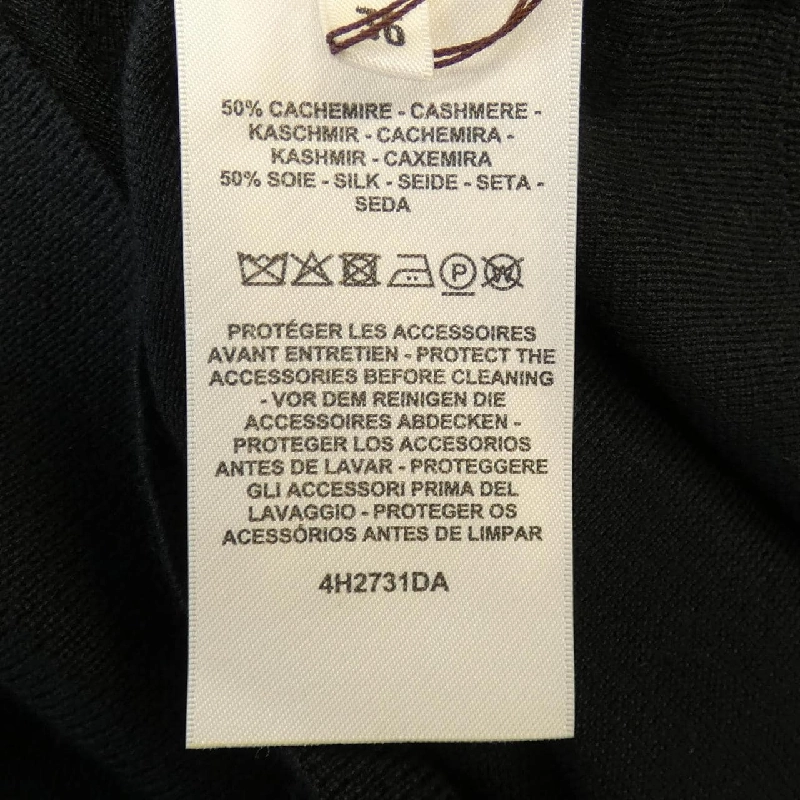 50% CACHEMIRE - CASHMERE -
KASCHMIR - CACHEMIRA -
KASHMIR - CAXEMIRA
50% SOIE - SILK - SEIDE - SETA -
SEDA
P W
PROTÉGER LES ACCESSOIRES
AVANT ENTRETIEN - PROTECT THE
ACCESSORIES BEFORE CLEANING
- VOR DEM REINIGEN DIE
ACCESSOIRES ABDECKEN -
PROTEGER LOS ACCESORIOS
ANTES DE LAVAR - PROTEGGERE
GLI ACCESSORI PRIMA DEL
LAVAGGIO - PROTEGER OS
ACESSÓRIOS ANTES DE LIMPAR
4H2731DA